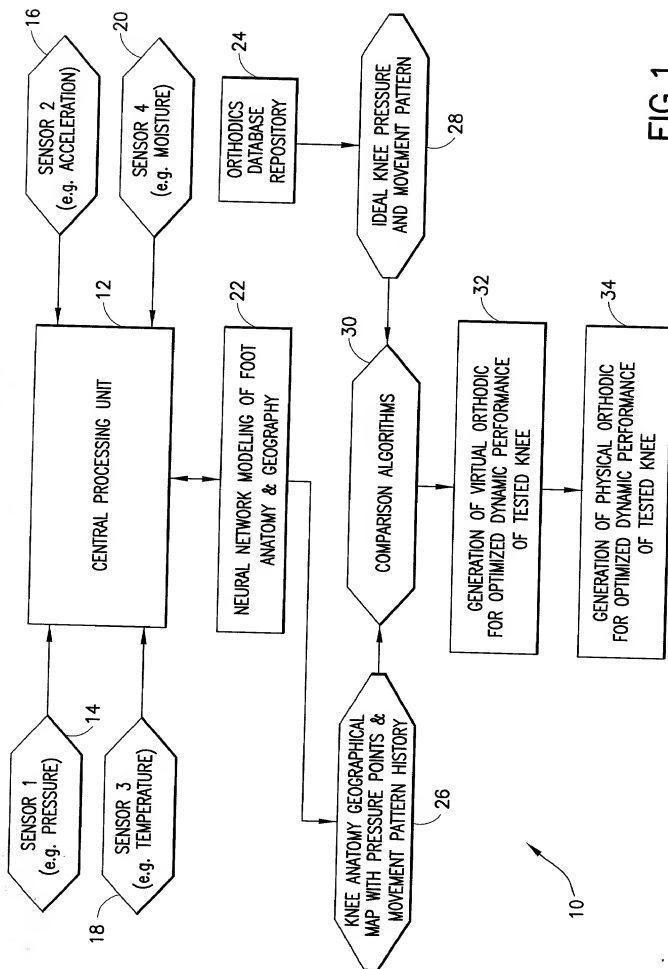 SENSOR 1
(e.g. PRESSURE)
14
SENSOR 3
(e.g. TEMPERATURE)
18
CENTRAL PROCESSING UNIT
12
SENSOR 2
(e.g. ACCELERATION)
16
SENSOR 4
(e.g. MOISTURE)
20
NEURAL NETWORK MODELING OF FOOT
ANATOMY & GEOGRAPHY
22
ORTHODICS
DATABASE
REPOSITORY
24
KNEE ANATOMY GEOGRAPHICAL
MAP WITH PRESSURE POINTS &
MOVEMENT PATTERN HISTORY
26
COMPARISON ALGORITHMS
30
IDEAL KNEE PRESSURE
AND MOVEMENT PATTERN
28
GENERATION OF VIRTUAL ORTHODIC
FOR OPTIMIZED DYNAMIC PERFORMANCE
OF TESTED KNEE
32
GENERATION OF PHYSICAL ORTHODIC
FOR OPTIMIZED DYNAMIC PERFORMANCE
OF TESTED KNEE
34
10
FIG.1